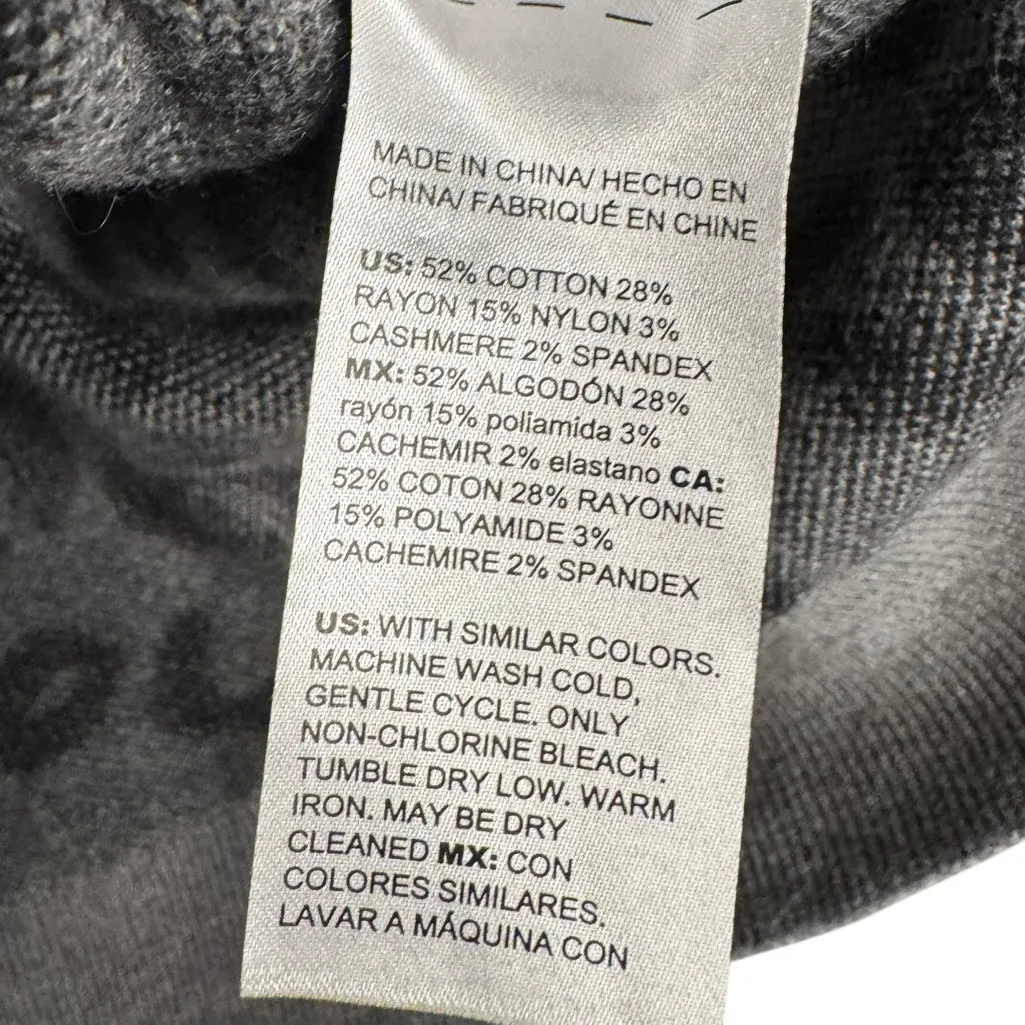 MADE IN CHINA/ HECHO EN
CHINA/ FABRIQUÉ EN CHINE
US: 52% COTTON 28%
RAYON 15% NYLON 3%
CASHMERE 2% SPANDEX
MX: 52% ALGODÓN 28%
rayón 15% poliamida 3%
CACHEMIR 2% elastano CA:
52% COTON 28% RAYONNE
15% POLYAMIDE 3%
CACHEMIRE 2% SPANDEX
US: WITH SIMILAR COLORS.
MACHINE WASH COLD,
GENTLE CYCLE. ONLY
NON-CHLORINE BLEACH.
TUMBLE DRY LOW. WARM
IRON. MAY BE DRY
CLEANED MX: CON
COLORES SIMILARES.
LAVAR A MÁQUINA CON